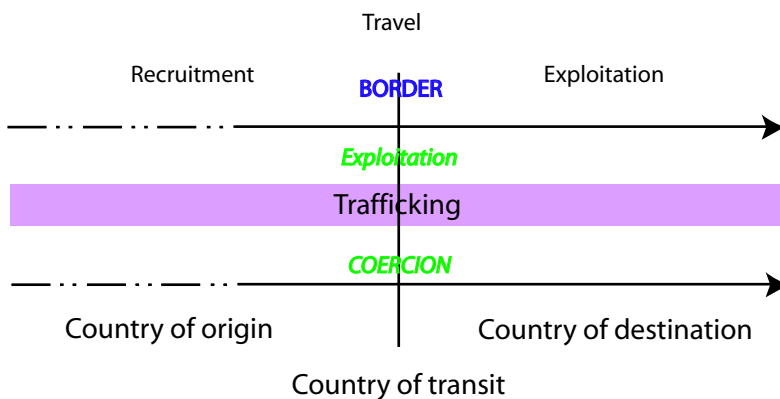 Travel
Recruitment
BORDER
Exploitation
Exploitation
Trafficking
COERCION
Country of origin
Country of destination
Country of transit